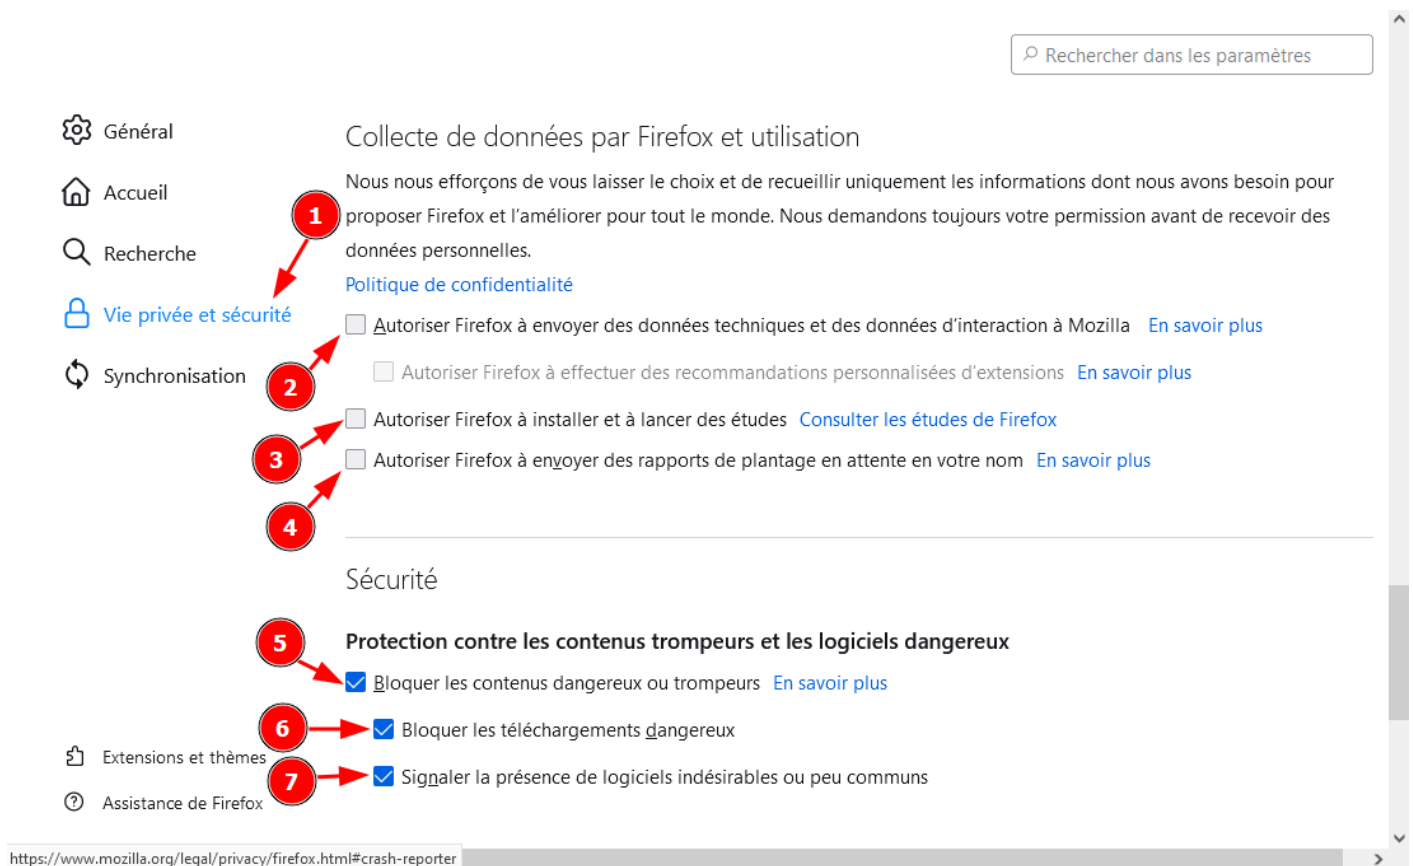 Rechercher dans les paramètres
Général
Accueil
Recherche
Vie privée et sécurité
Synchronisation
Extensions et thèmes
Assistance de Firefox
1
2
3
4
5
6
7
Collecte de données par Firefox et utilisation
Nous nous efforçons de vous laisser le choix et de recueillir uniquement les informations dont nous avons besoin pour
proposer Firefox et l'améliorer pour tout le monde. Nous demandons toujours votre permission avant de recevoir des
données personnelles.
Politique de confidentialité
Autoriser Firefox à envoyer des données techniques et des données d'interaction à Mozilla En savoir plus
Autoriser Firefox à effectuer des recommandations personnalisées d'extensions En savoir plus
Autoriser Firefox à installer et à lancer des études Consulter les études de Firefox
Autoriser Firefox à envoyer des rapports de plantage en attente en votre nom En savoir plus
Sécurité
Protection contre les contenus trompeurs et les logiciels dangereux
Bloquer les contenus dangereux ou trompeurs En savoir plus
Bloquer les téléchargements dangereux
Signaler la présence de logiciels indésirables ou peu communs
https://www.mozilla.org/legal/privacy/firefox.html#crash-reporter